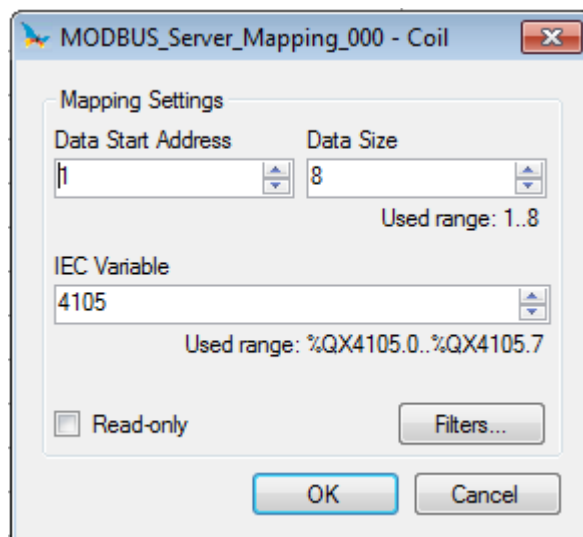 MODBUS_Server_Mapping_000 - Coil
Mapping Settings
Data Start Address Data Size
1 8
Used range: 1..8
IEC Variable
4105
Used range: %QX4105.0..%QX4105.7
Read-only Filters...
OK Cancel